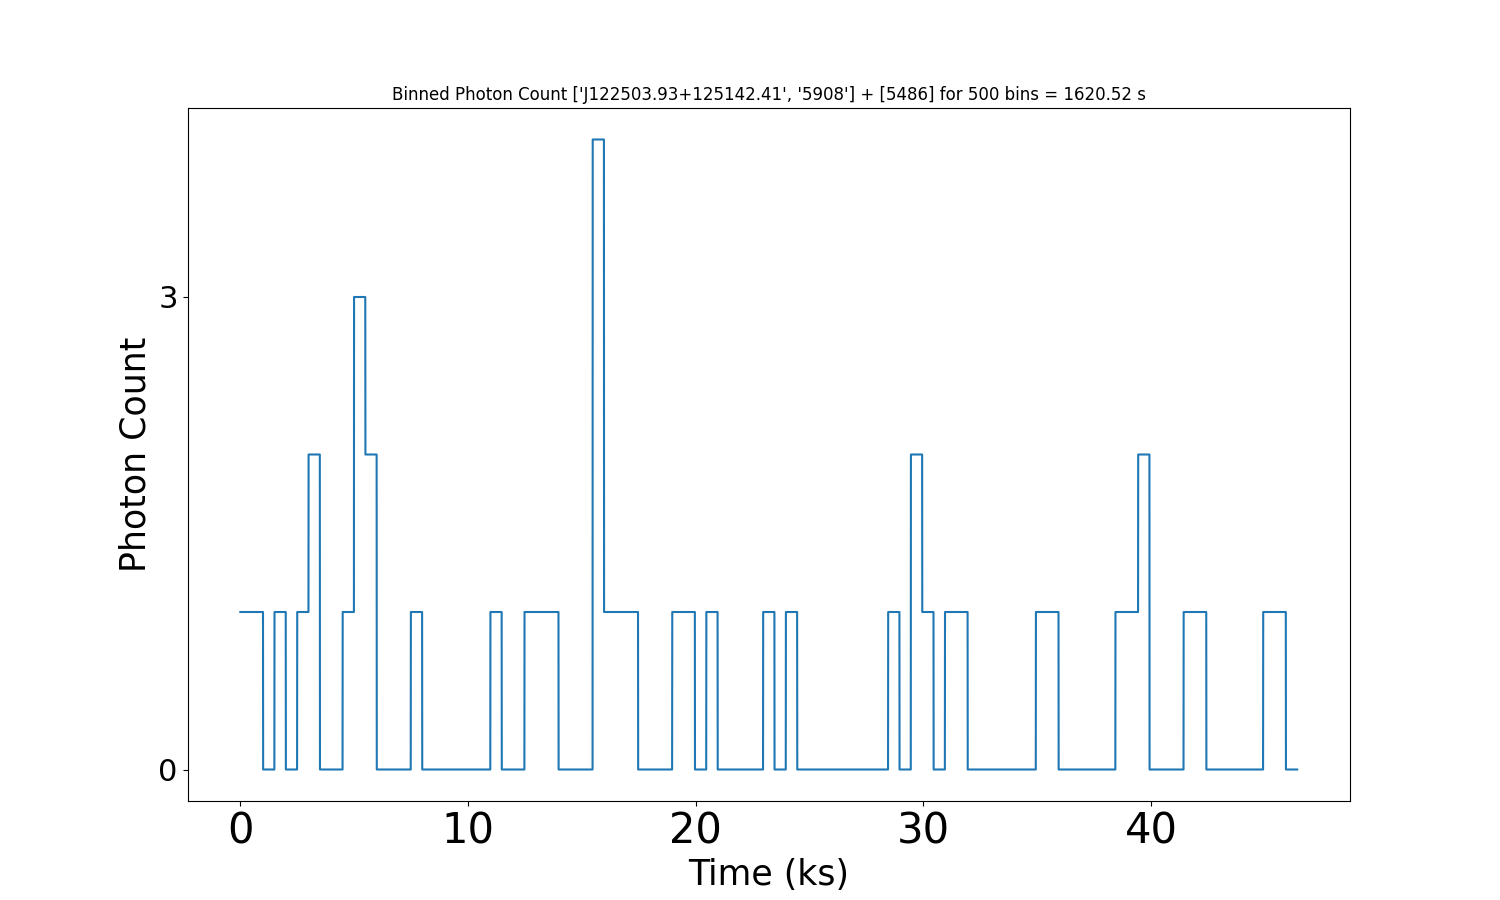 Binned Photon Count ['J122503.93+125142.41', '5908'] + [5486] for 500 bins = 1620.52 s
3
0
Photon Count
0 10 20 30 40
Time (ks)